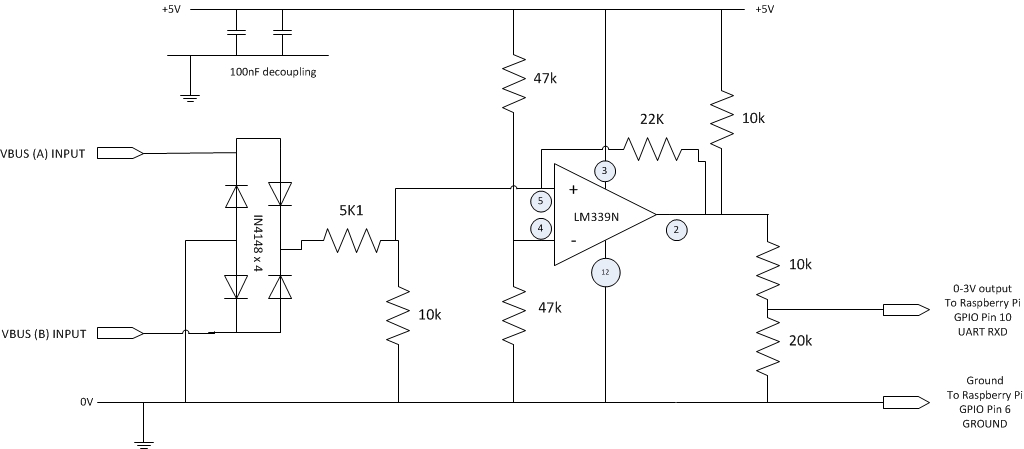 +5V
+5V
100nF decoupling
47k
22K
10k
VBUS (A) INPUT
3
+
5
5K1
IN4148 x 4
LM339N
4
2
-
12
10k
10k
47k
0-3V output
To Raspberry Pi
GPIO Pin 10
UART RXD
VBUS (B) INPUT
20k
0V
Ground
To Raspberry Pi
GPIO Pin 6
GROUND